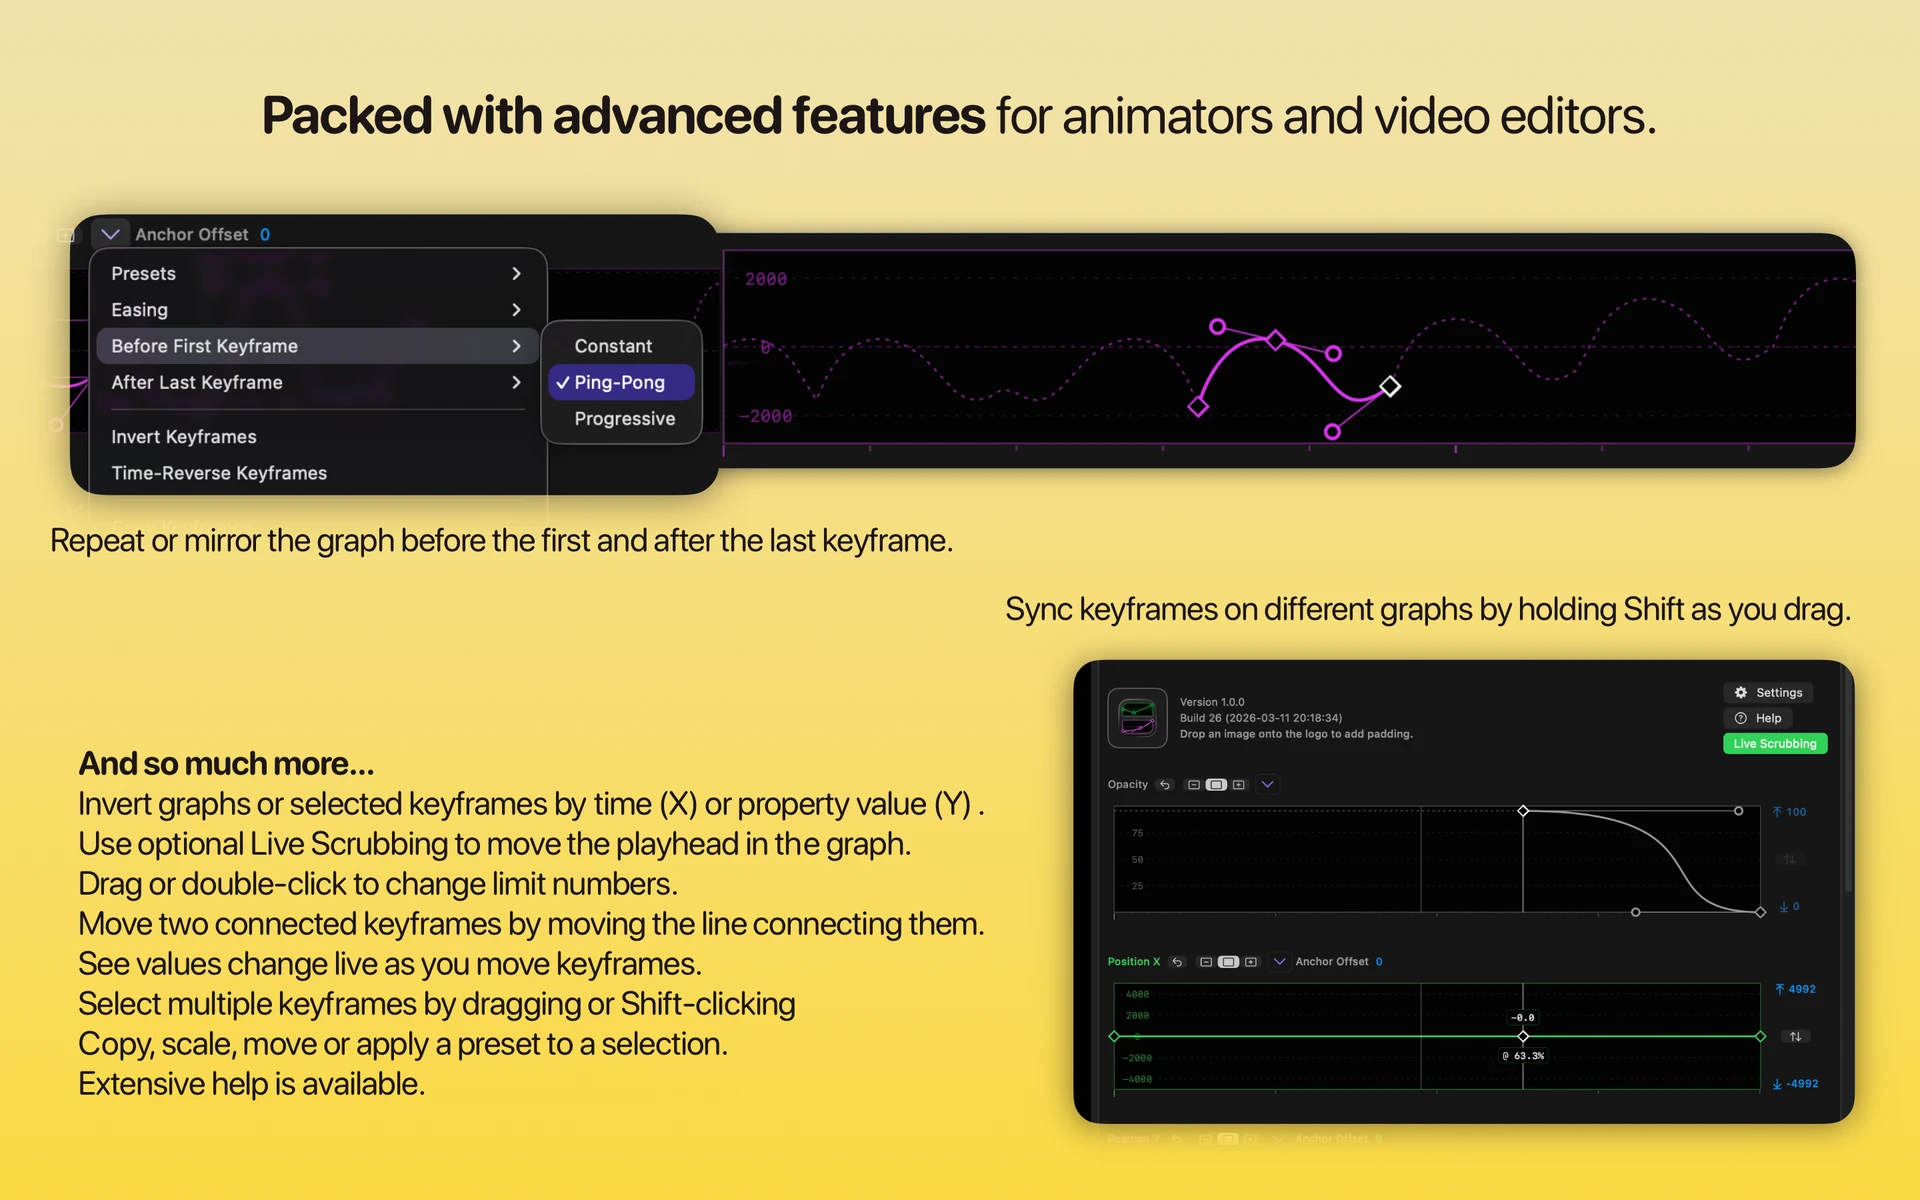 Packed with advanced features for animators and video editors.
Anchor Offset 0
Presets
Easing
Before First Keyframe
After Last Keyframe
Invert Keyframes
Time-Reverse Keyframes
Constant
✓ Ping-Pong
Progressive
2000
0
-2000
Repeat or mirror the graph before the first and after the last keyframe.
Sync keyframes on different graphs by holding Shift as you drag.
And so much more...
Invert graphs or selected keyframes by time (X) or property value (Y) .
Use optional Live Scrubbing to move the playhead in the graph.
Drag or double-click to change limit numbers.
Move two connected keyframes by moving the line connecting them.
See values change live as you move keyframes.
Select multiple keyframes by dragging or Shift-clicking
Copy, scale, move or apply a preset to a selection.
Extensive help is available.
Version 1.0.0
Build 26 (2026-03-11 20:18:34)
Drop an image onto the logo to add padding.
Settings
Help
Live Scrubbing
Opacity
75
50
25
100
0
Position X Anchor Offset 0
4000
2000
0
-2000
-4000
-0.0
@ 63.3%
4992
-4992
Position Y Anchor Offset 0